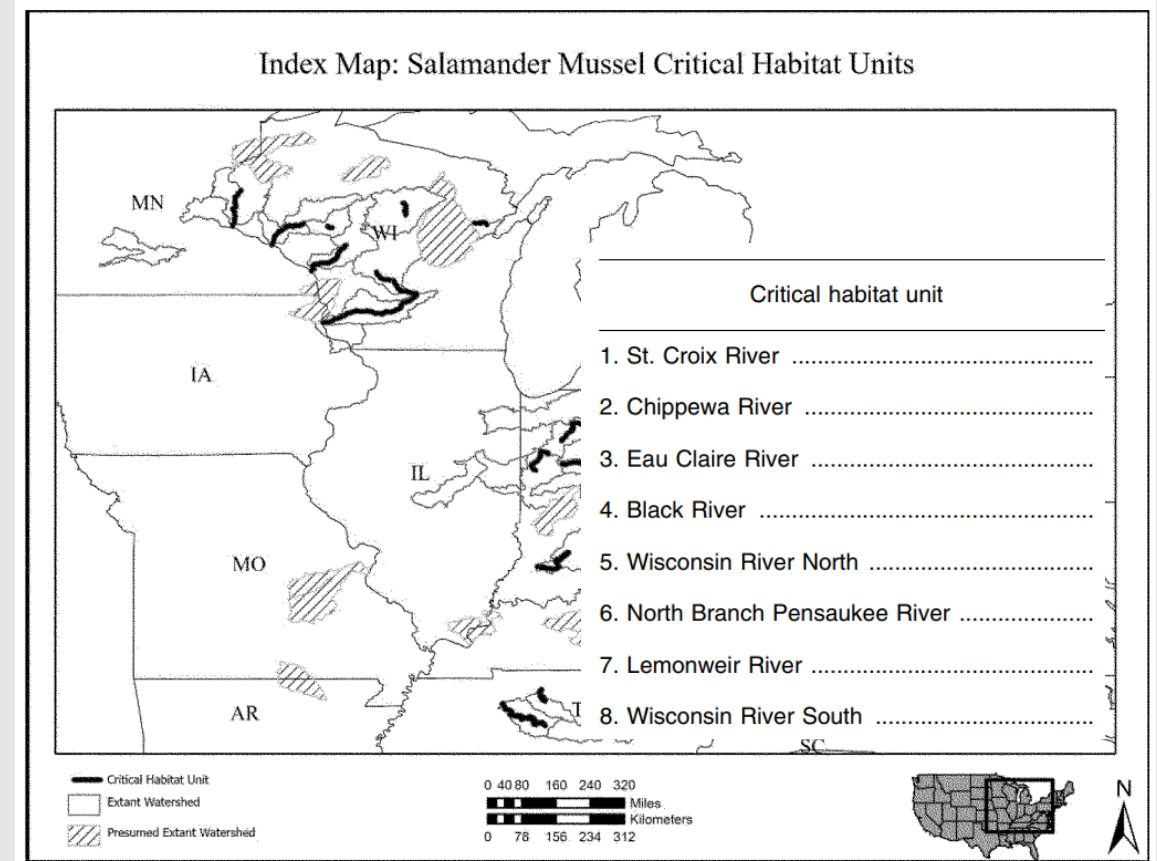 Index Map: Salamander Mussel Critical Habitat Units
MN
WI
IA
IL
MO
AR
T
SC
Critical habitat unit
1. St. Croix River ................................................
2. Chippewa River ..............................................
3. Eau Claire River .............................................
4. Black River .....................................................
5. Wisconsin River North ...................................
6. North Branch Pensaukee River .....................
7. Lemonweir River .............................................
8. Wisconsin River South ..................................
Critical Habitat Unit
Extant Watershed
Presumed Extant Watershed
0 40 80 160 240 320
Miles
Kilometers
0 78 156 234 312
N